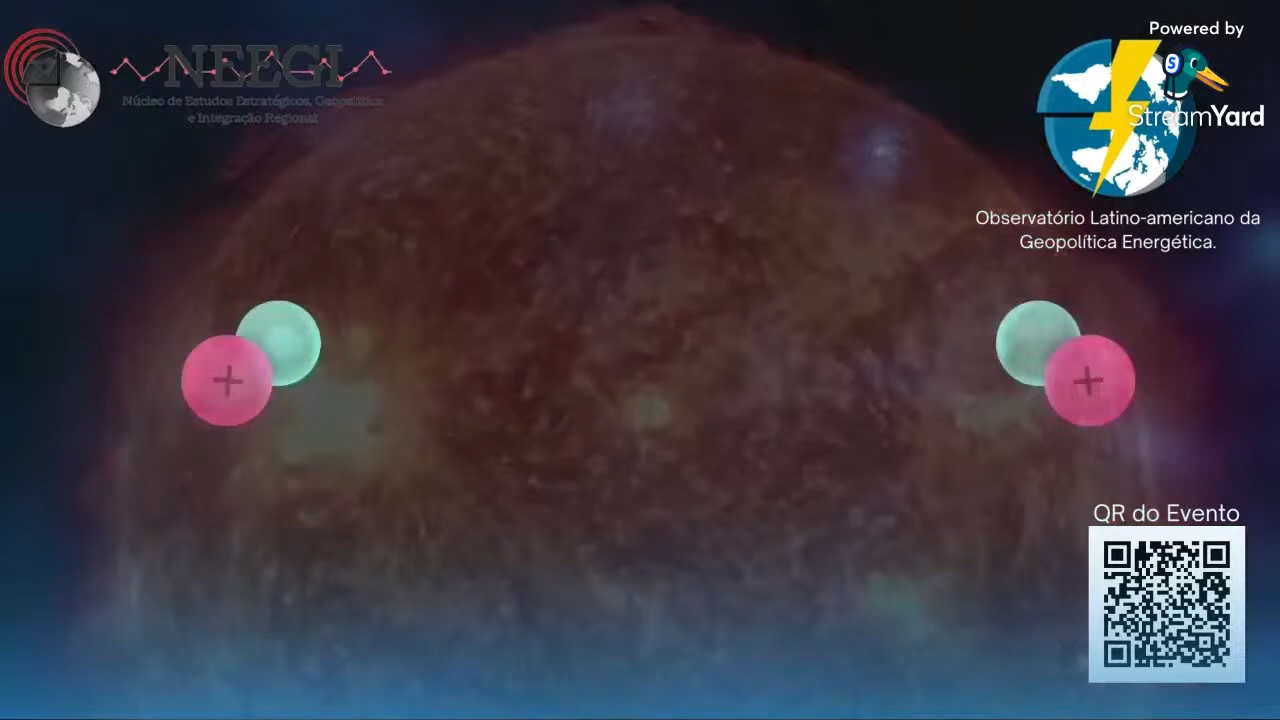 NEEGI
Núcleo de Estudos Estratégicos, Geopolítica
e Integração Regional
Powered by
S
StreamYard
Observatório Latino-americano da
Geopolítica Energética.
+
+
QR do Evento